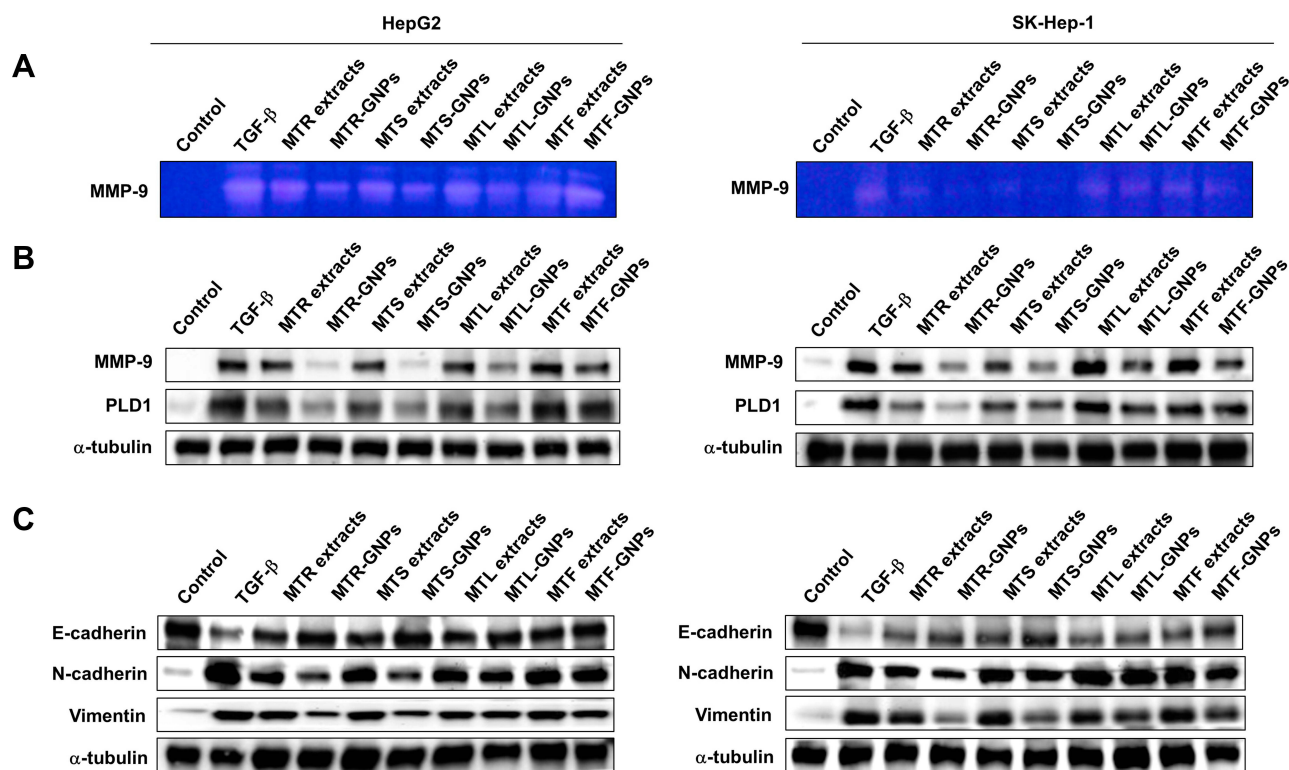 HepG2
SK-Hep-1
A
Control TGF-β MTR extracts MTR-GNPs MTS extracts MTS-GNPs MTL extracts MTL-GNPs MTF extracts MTF-GNPs
Control TGF-β MTR extracts MTR-GNPs MTS extracts MTS-GNPs MTL extracts MTL-GNPs MTF extracts MTF-GNPs
MMP-9
MMP-9
B
Control TGF-β MTR extracts MTR-GNPs MTS extracts MTS-GNPs MTL extracts MTL-GNPs MTF extracts MTF-GNPs
Control TGF-β MTR extracts MTR-GNPs MTS extracts MTS-GNPs MTL extracts MTL-GNPs MTF extracts MTF-GNPs
MMP-9
MMP-9
PLD1
PLD1
α-tubulin
α-tubulin
C
Control TGF-β MTR extracts MTR-GNPs MTS extracts MTS-GNPs MTL extracts MTL-GNPs MTF extracts MTF-GNPs
Control TGF-β MTR extracts MTR-GNPs MTS extracts MTS-GNPs MTL extracts MTL-GNPs MTF extracts MTF-GNPs
E-cadherin
E-cadherin
N-cadherin
N-cadherin
Vimentin
Vimentin
α-tubulin
α-tubulin